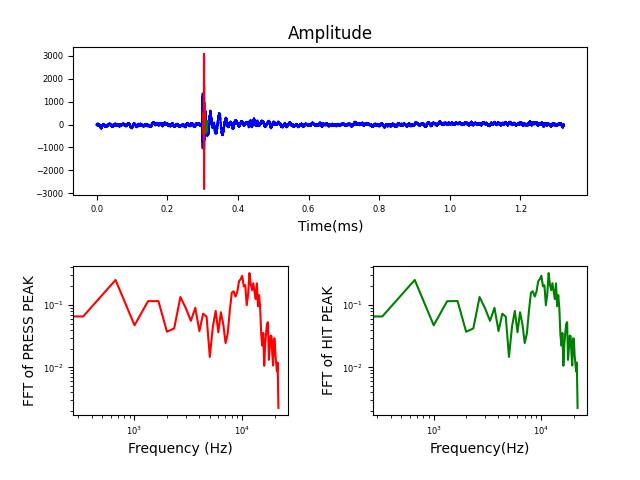 Amplitude
3000
2000
1000
0
−1000
−2000
−3000
0.0 0.2 0.4 0.6 0.8 1.0 1.2
Time(ms)
FFT of PRESS PEAK
10⁻¹
10⁻²
10³ 10⁴
Frequency (Hz)
FFT of HIT PEAK
10⁻¹
10⁻²
10³ 10⁴
Frequency(Hz)